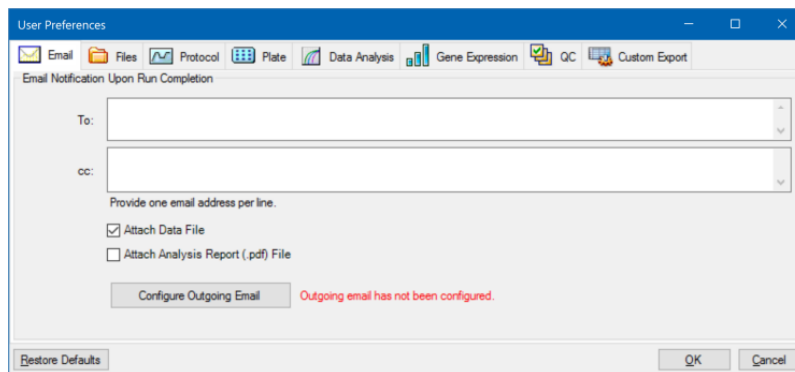 User Preferences
Email Files Protocol Plate Data Analysis Gene Expression QC Custom Export
Email Notification Upon Run Completion
To:
cc:
Provide one email address per line.
Attach Data File
Attach Analysis Report (.pdf) File
Configure Outgoing Email Outgoing email has not been configured.
Restore Defaults OK Cancel